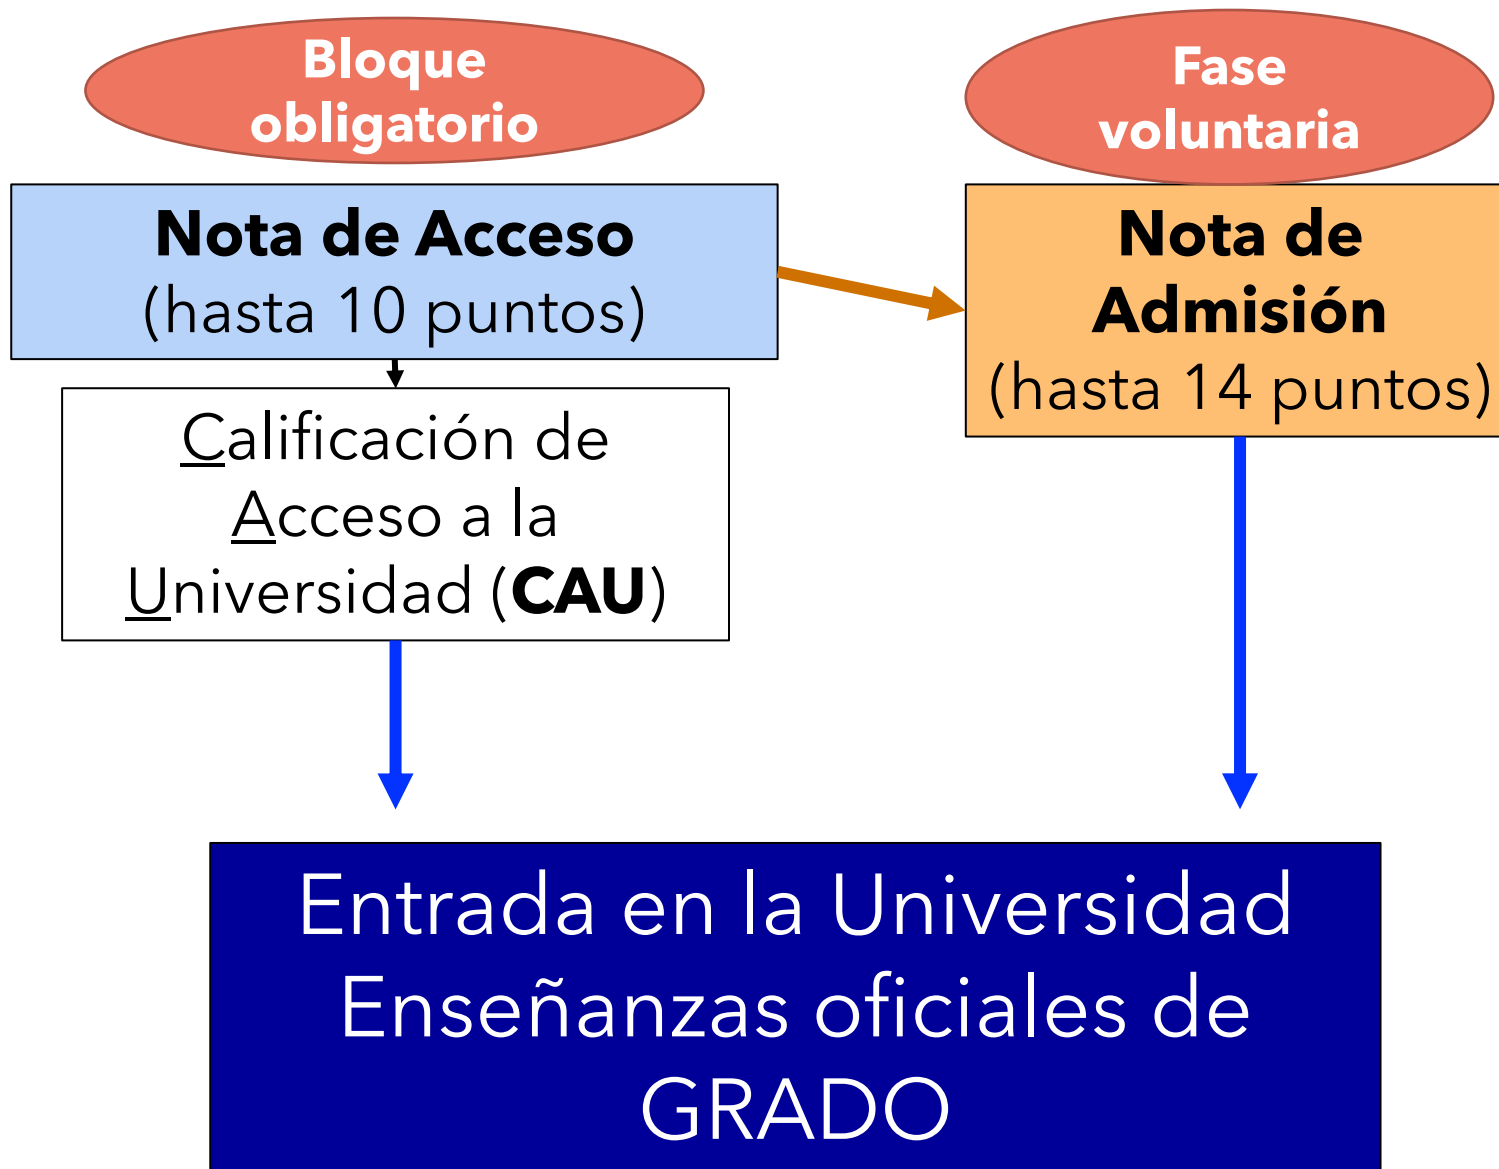 Bloque
obligatorio
Fase
voluntaria
Nota de Acceso
(hasta 10 puntos)
Nota de
Admisión
(hasta 14 puntos)
Calificación de
Acceso a la
Universidad (CAU)
Entrada en la Universidad
Enseñanzas oficiales de
GRADO